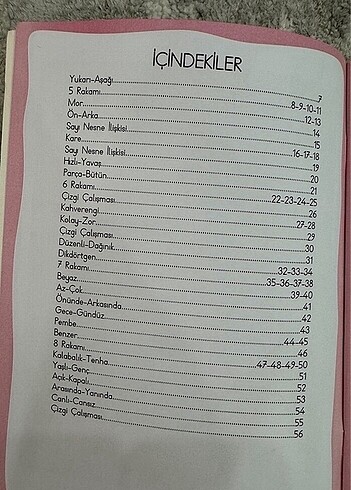 İÇİNDEKİLER
Yukarı-Aşağı 7
5 Rakamı 8-9-10-11
Mor 12-13
Ön-Arka 14
Sayı Nesne İlişkisi 15
Kare 16-17-18
Sayı Nesne İlişkisi 19
Hızlı-Yavaş 20
Parça-Bütün 21
6 Rakamı 22-23-24-25
Çizgi Çalışması 26
Kahverengi 27-28
Kolay-Zor 29
Çizgi Çalışması 30
Düzenli-Dağınık 31
Dikdörtgen 32-33-34
7 Rakamı 35-36-37-38
Beyaz 39-40
Az-Çok 41
Önünde-Arkasında 42
Gece-Gündüz 43
Pembe 44-45
Benzer 46
8 Rakamı 47-48-49-50
Kalabalık-Tenha 51
Yaşlı-Genç 52
Açık-Kapalı 53
Arasında-Yanında 54
Canlı-Cansız 55
Çizgi Çalışması 56